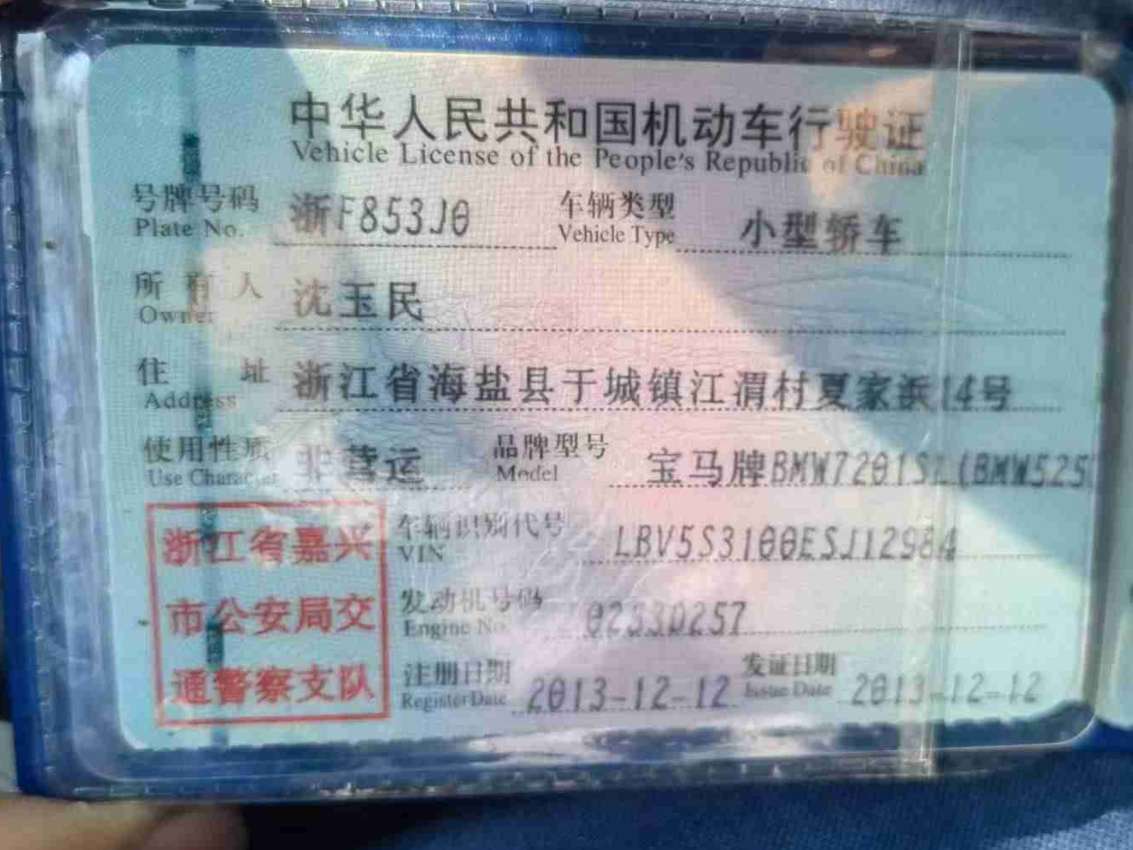 中华人民共和国机动车行驶证
Vehicle License of the People's Republic of China
号牌号码 浙F853J0 车辆类型 小型轿车
Plate No. Vehicle Type
所有人 沈玉民
Owner
住址 浙江省海盐县于城镇江渭村夏家浜14号
Address
使用性质 非营运 品牌型号 宝马牌BMW7201SL(BMW525
Use Character Model
浙江省嘉兴 车辆识别代号 LBV5S3100ESJ12984
VIN
市公安局交 发动机号码 02530257
Engine No.
通警察支队 注册日期 2013-12-12 发证日期 2013-12-12
Register Date Issue Date